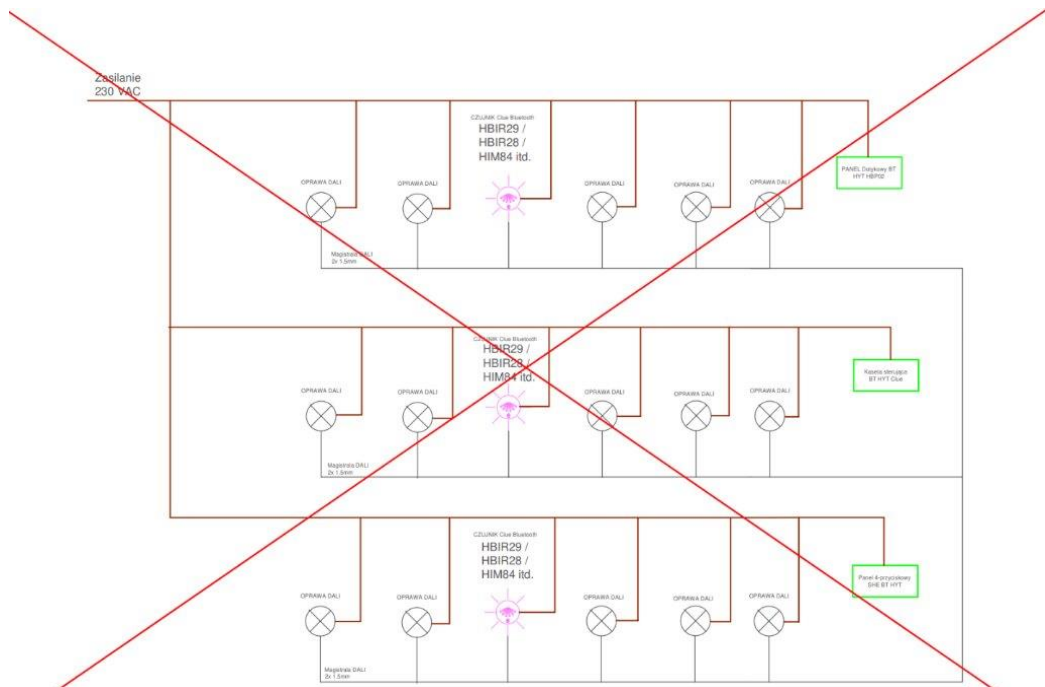 Zasilanie
230 VAC
CZUJNIK Clue Bluetooth
HBIR29 /
HBIR28 /
HIM84 itd.
OPRAWA DALI
OPRAWA DALI
OPRAWA DALI
OPRAWA DALI
OPRAWA DALI
PANEL Dotykowy BT
HYT HBP02
Magistrala DALI
2x 1.5mm
CZUJNIK Clue Bluetooth
HBIR29 /
HBIR28 /
HIM84 itd.
OPRAWA DALI
OPRAWA DALI
OPRAWA DALI
OPRAWA DALI
OPRAWA DALI
Kaseta sterująca
BT HYT Clue
Magistrala DALI
2x 1.5mm
CZUJNIK Clue Bluetooth
HBIR29 /
HBIR28 /
HIM84 itd.
OPRAWA DALI
OPRAWA DALI
OPRAWA DALI
OPRAWA DALI
OPRAWA DALI
Panel 4-przyciskowy
BT HYT
Magistrala DALI
2x 1.5mm